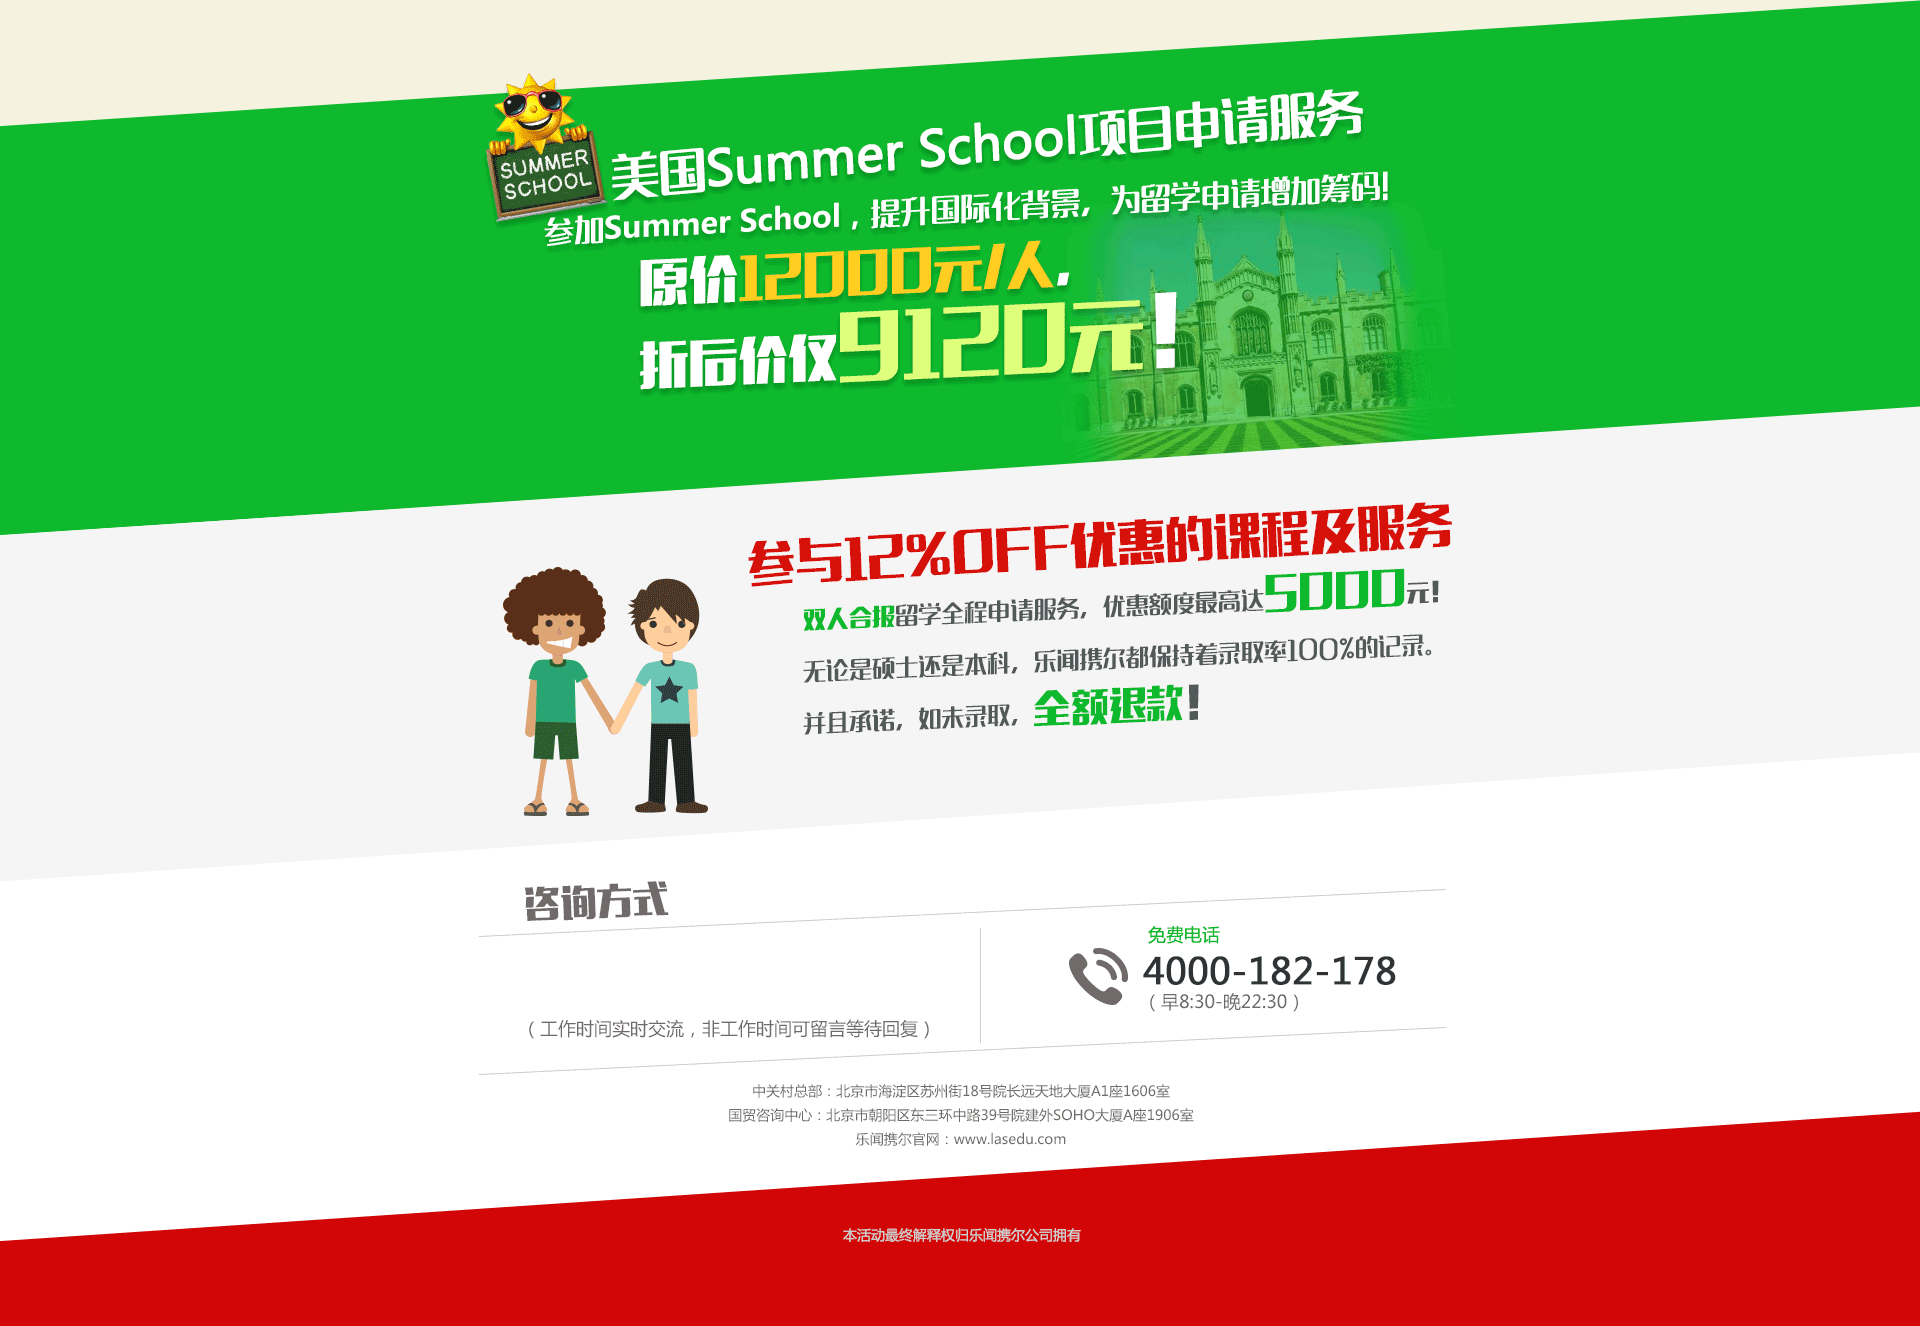 SUMMER
SCHOOL
美国Summer School项目申请服务
参加Summer School，提升国际化背景，为留学申请增加筹码!
原价12000元/人,
折后价仅9120元!
参与12%OFF优惠的课程及服务
双人合报留学全程申请服务，优惠额度最高达5000元!
无论是硕士还是本科，乐闻携尔都保持着录取率100%的记录。
并且承诺，如未录取，全额退款!
咨询方式
（工作时间实时交流，非工作时间可留言等待回复）
免费电话
4000-182-178
（早8:30-晚22:30）
中关村总部：北京市海淀区苏州街18号院长远天地大厦A1座1606室
国贸咨询中心：北京市朝阳区东三环中路39号院建外SOHO大厦A座1906室
乐闻携尔官网：www.lasedu.com
本活动最终解释权归乐闻携尔公司拥有